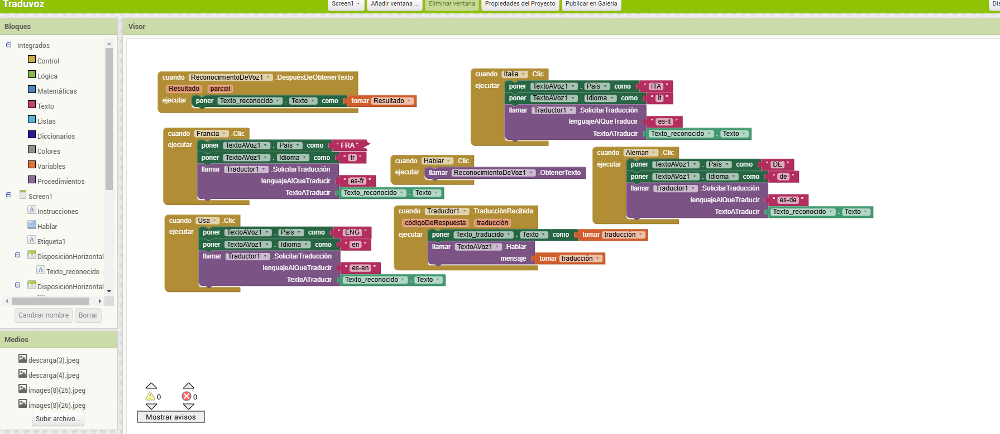 Traduvoz
Screen1
Añadir ventana ...
Eliminar ventana
Propiedades del Proyecto
Publicar en Galería
Bloques
Visor
Integrados
Control
Lógica
Matemáticas
Texto
Listas
Diccionarios
Colores
Variables
Procedimientos
Screen1
Instrucciones
Hablar
Etiqueta1
DisposiciónHorizontal
Texto_reconocido
DisposiciónHorizontal
Cambiar nombre
Borrar
Medios
descarga(3).jpeg
descarga(4).jpeg
images(8)(25).jpeg
images(8)(26).jpeg
Subir archivo...
cuando ReconocimientoDeVoz1 .DespuésDeObtenerTexto
Resultado parcial
ejecutar poner Texto_reconocido . Texto como tomar Resultado
cuando Francia .Clic
ejecutar poner TextoAVoz1 . País como “ FRA ”
poner TextoAVoz1 . Idioma como “ fr ”
llamar Traductor1 .SolicitarTraducción
lenguajeAlQueTraducir “ es-fr ”
TextoATraducir Texto_reconocido . Texto
cuando Usa .Clic
ejecutar poner TextoAVoz1 . País como “ ENG ”
poner TextoAVoz1 . Idioma como “ en ”
llamar Traductor1 .SolicitarTraducción
lenguajeAlQueTraducir “ es-en ”
TextoATraducir Texto_reconocido . Texto
cuando Hablar .Clic
ejecutar llamar ReconocimientoDeVoz1 .ObtenerTexto
cuando Traductor1 .TraducciónRecibida
códigoDeRespuesta traducción
ejecutar poner Texto_traducido . Texto como tomar traducción
llamar TextoAVoz1 .Hablar
mensaje tomar traducción
cuando Italia .Clic
ejecutar poner TextoAVoz1 . País como “ ITA ”
poner TextoAVoz1 . Idioma como “ it ”
llamar Traductor1 .SolicitarTraducción
lenguajeAlQueTraducir “ es-it ”
TextoATraducir Texto_reconocido . Texto
cuando Aleman .Clic
ejecutar poner TextoAVoz1 . País como “ DE ”
poner TextoAVoz1 . Idioma como “ de ”
llamar Traductor1 .SolicitarTraducción
lenguajeAlQueTraducir “ es-de ”
TextoATraducir Texto_reconocido . Texto
0 0
Mostrar avisos